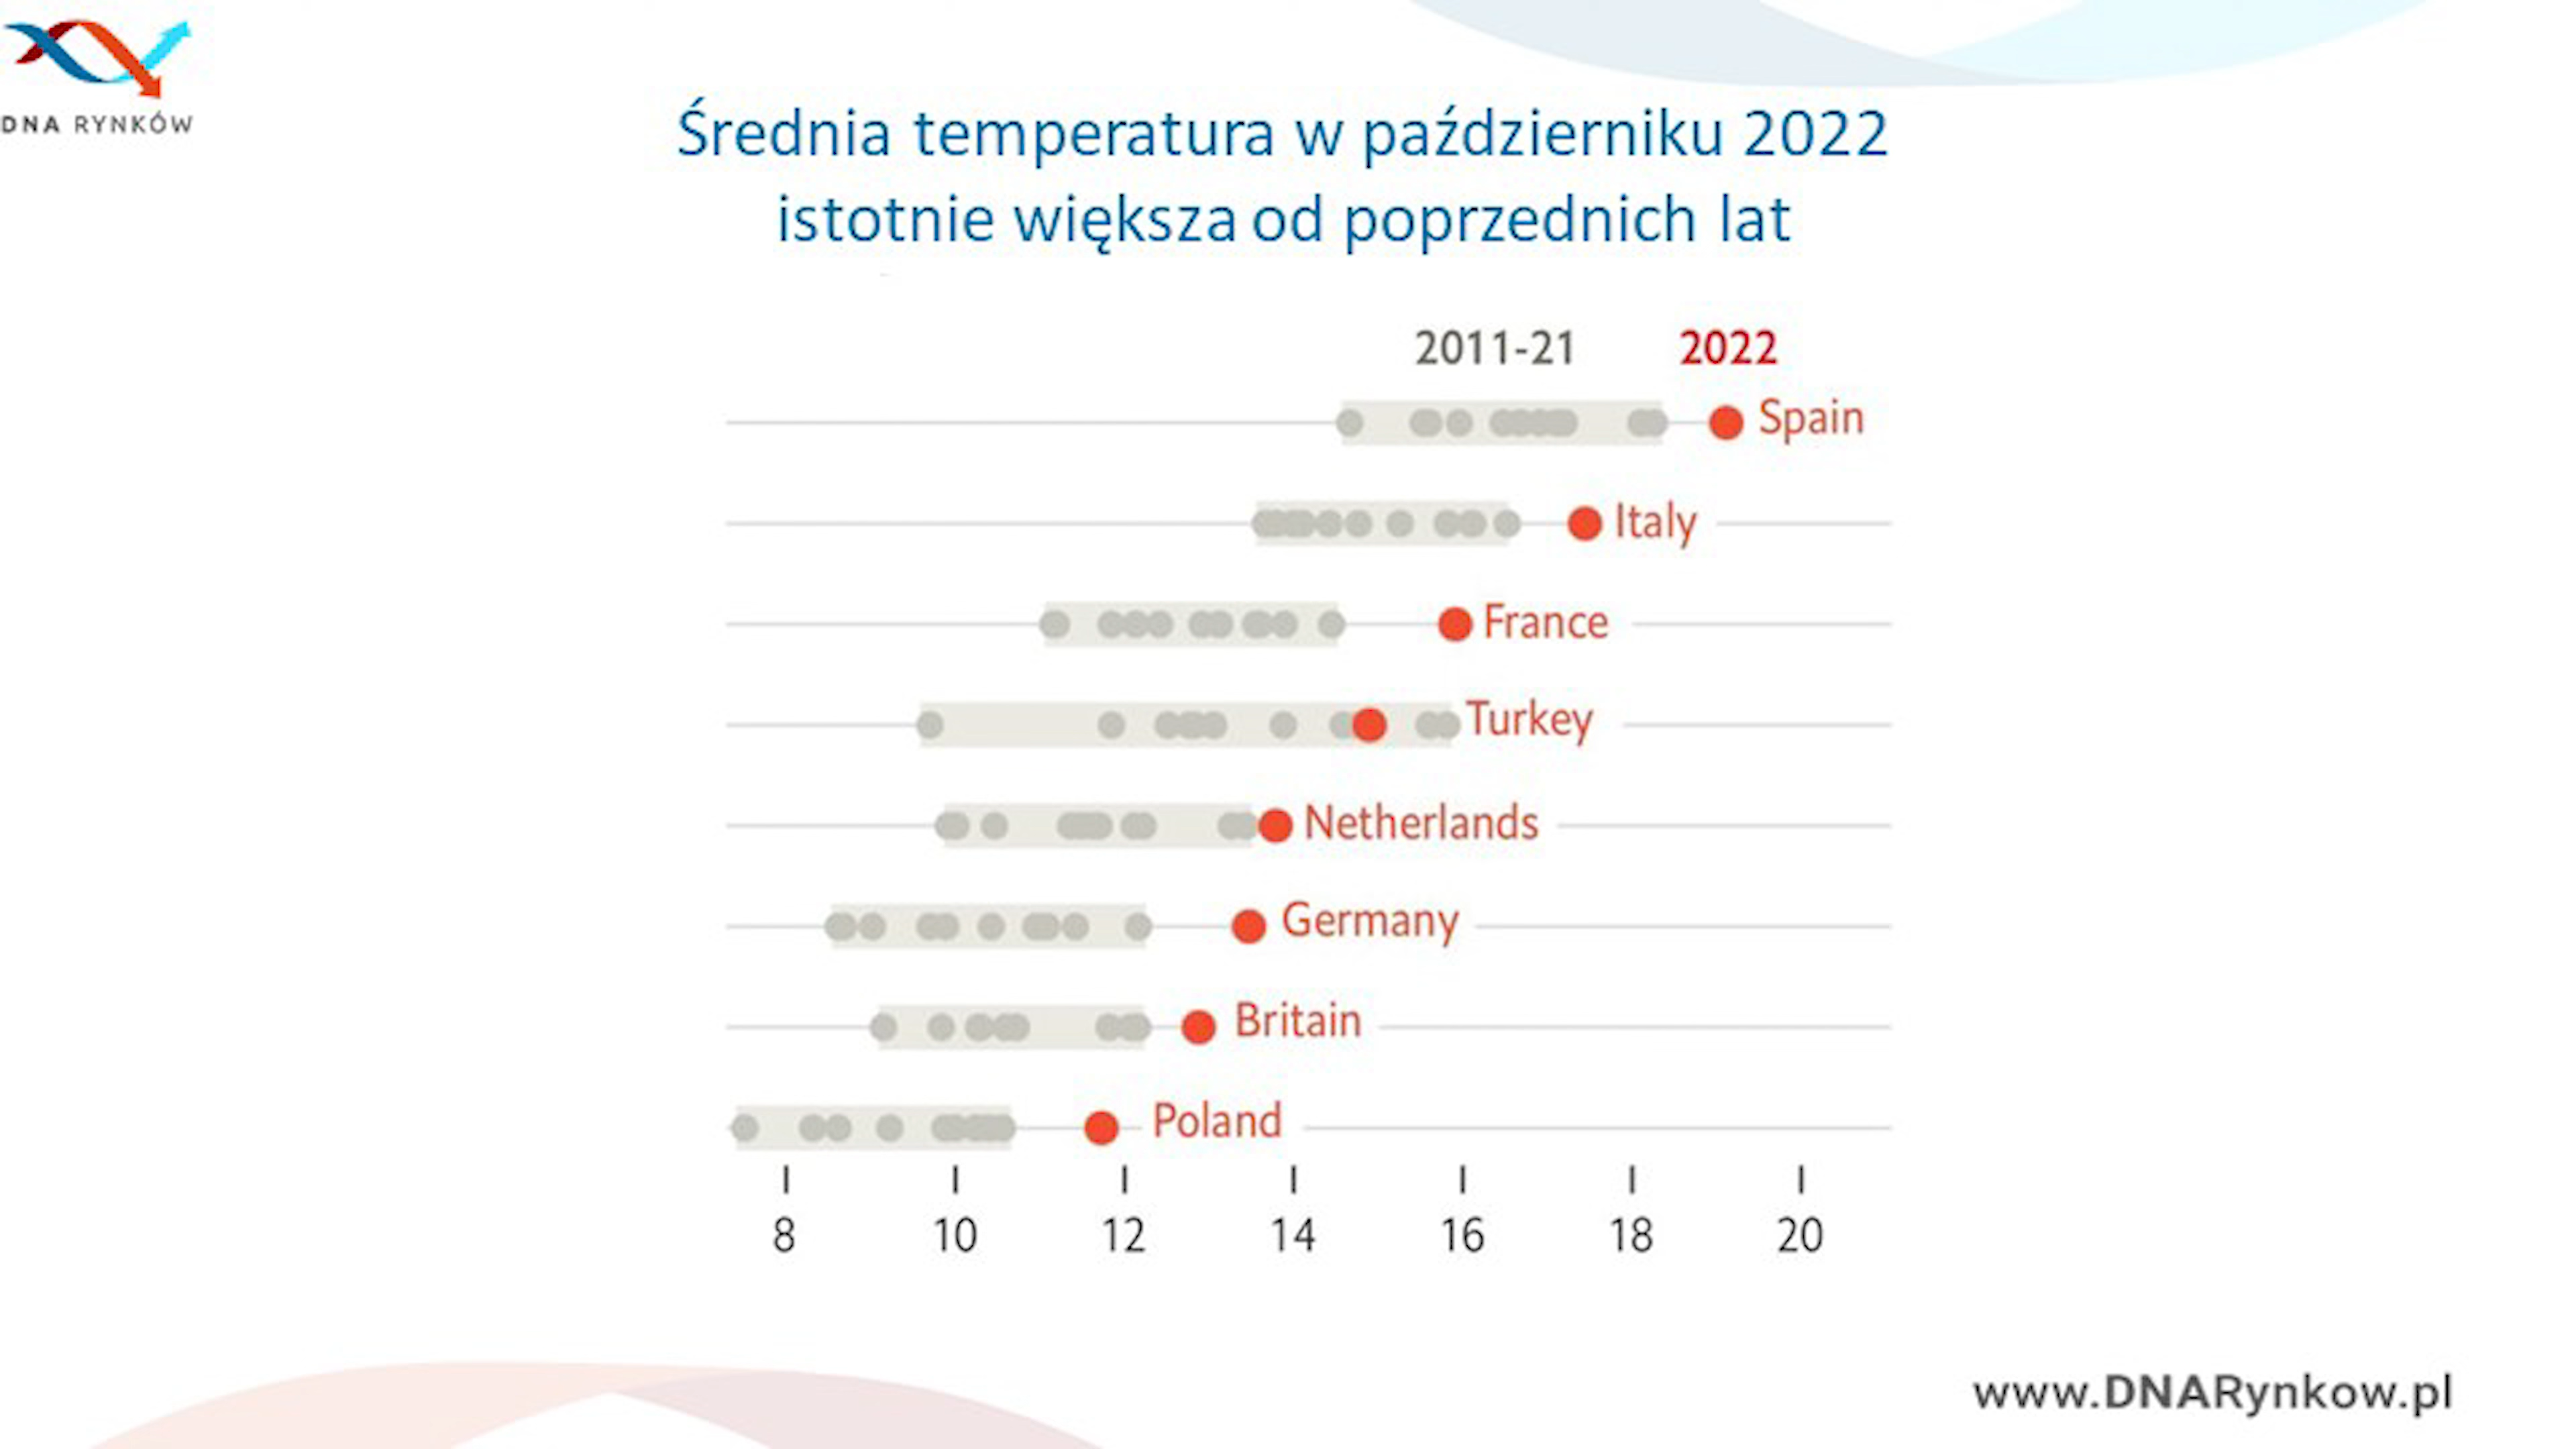 DNA RYNKÓW
Średnia temperatura w październiku 2022
istotnie większa od poprzednich lat
2011-21 2022
Spain
Italy
France
Turkey
Netherlands
Germany
Britain
Poland
8 10 12 14 16 18 20
www.DNARynkow.pl